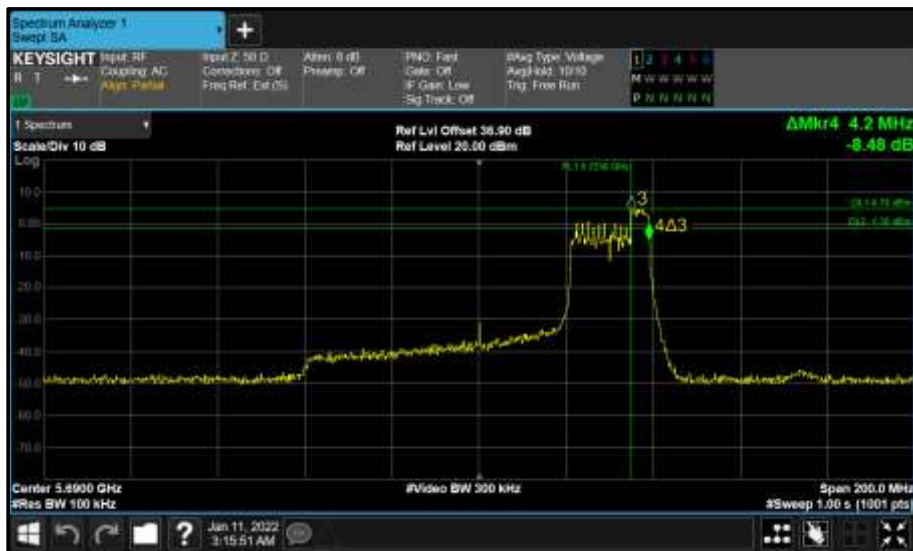 Spectrum Analyzer 1
Swept SA
+
KEYSIGHT
R T
Input: RF
Coupling: AC
Align: Partial
Input Z: 50 Ω
Corrections: Off
Freq Ref: Ext (S)
Atten: 6 dB
Preamp: Off
PNO: Fast
Gate: Off
IF Gain: Low
Sig Track: Off
#Avg Type: Voltage
Avg|Hold: 10/10
Trig: Free Run
1 2 3 4 5 6
M W W W W W
P N N N N N
1 Spectrum
Scale/Div 10 dB
Log
Ref Lvl Offset 36.90 dB
Ref Level 20.00 dBm
ΔMkr4 4.2 MHz
-8.48 dB
10.0
0.00
-10.0
-20.0
-30.0
-40.0
-50.0
-60.0
-70.0
3
4Δ3
Center 5.6900 GHz
#Res BW 100 kHz
#Video BW 300 kHz
Span 200.0 MHz
#Sweep 1.00 s (1001 pts)
?
Jan 11, 2022
3:15:51 AM